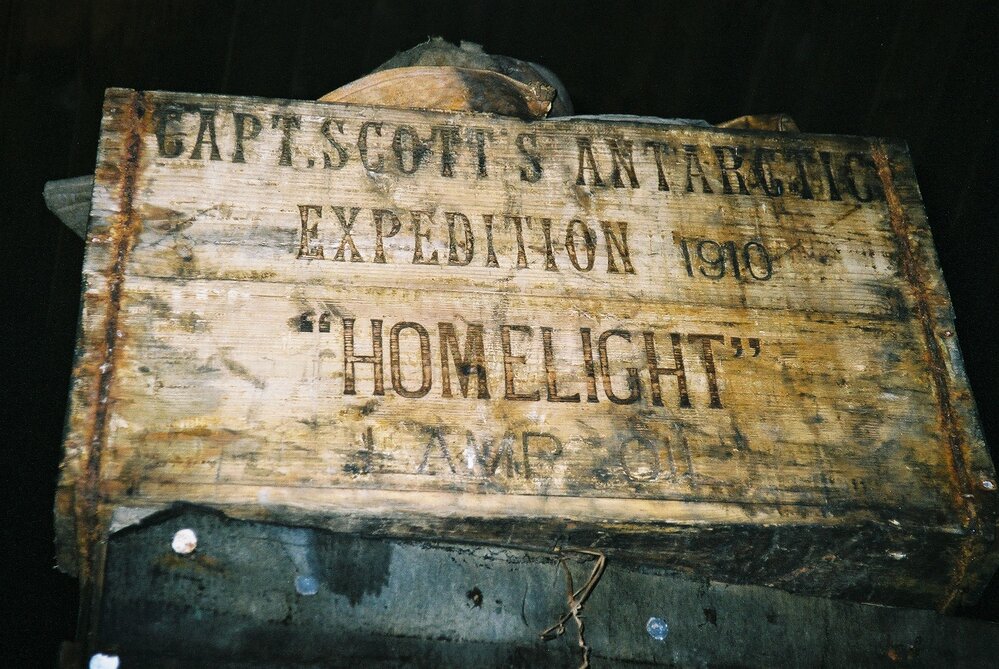 CAPT. SCOTT'S ANTARCTIC
EXPEDITION 1910
“HOMELIGHT”
LAMP OIL